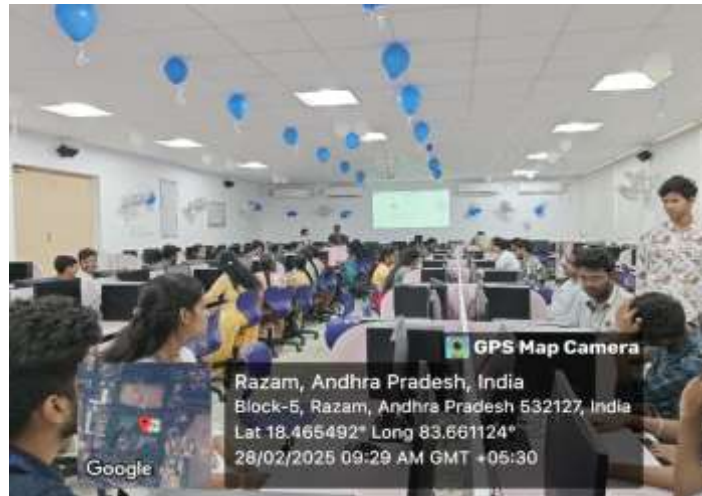 GPS Map Camera
Razam, Andhra Pradesh, India
Block-5, Razam, Andhra Pradesh 532127, India
Lat 18.465492° Long 83.661124°
28/02/2025 09:29 AM GMT +05:30
Google